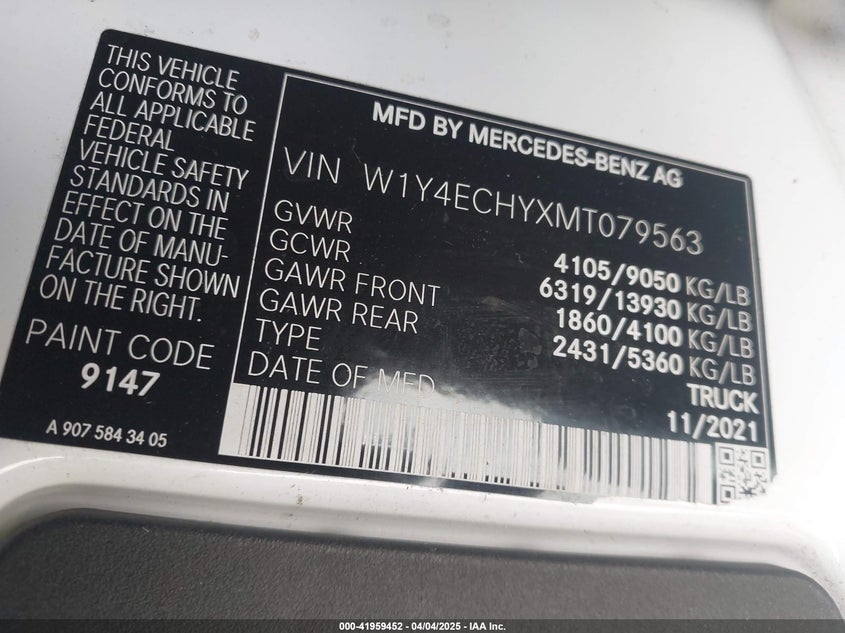 THIS VEHICLE
CONFORMS TO
ALL APPLICABLE
FEDERAL
VEHICLE SAFETY
STANDARDS IN
EFFECT ON THE
DATE OF MANU-
FACTURE SHOWN
ON THE RIGHT.
PAINT CODE
9147
A 907 584 34 05
MFD BY MERCEDES-BENZ AG
VIN W1Y4ECHYXMT079563
GVWR 4105/9050 KG/LB
GCWR 6319/13930 KG/LB
GAWR FRONT 1860/4100 KG/LB
GAWR REAR 2431/5360 KG/LB
TYPE TRUCK
DATE OF MFD 11/2021
000-41959452 - 04/04/2025 - IAA Inc.